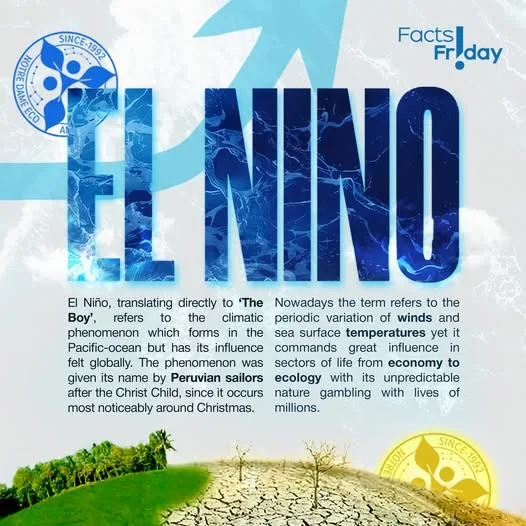 SINCE-1992
NOTRE DAME ECO
AN
Facts
Fr!day
EL NINO
El Niño, translating directly to ‘The
Boy’, refers to the climatic
phenomenon which forms in the
Pacific-ocean but has its influence
felt globally. The phenomenon was
given its name by Peruvian sailors
after the Christ Child, since it occurs
most noticeably around Christmas.
Nowadays the term refers to the
periodic variation of winds and
sea surface temperatures yet it
commands great influence in
sectors of life from economy to
ecology with its unpredictable
nature gambling with lives of
millions.
SINCE-1992
NOTR